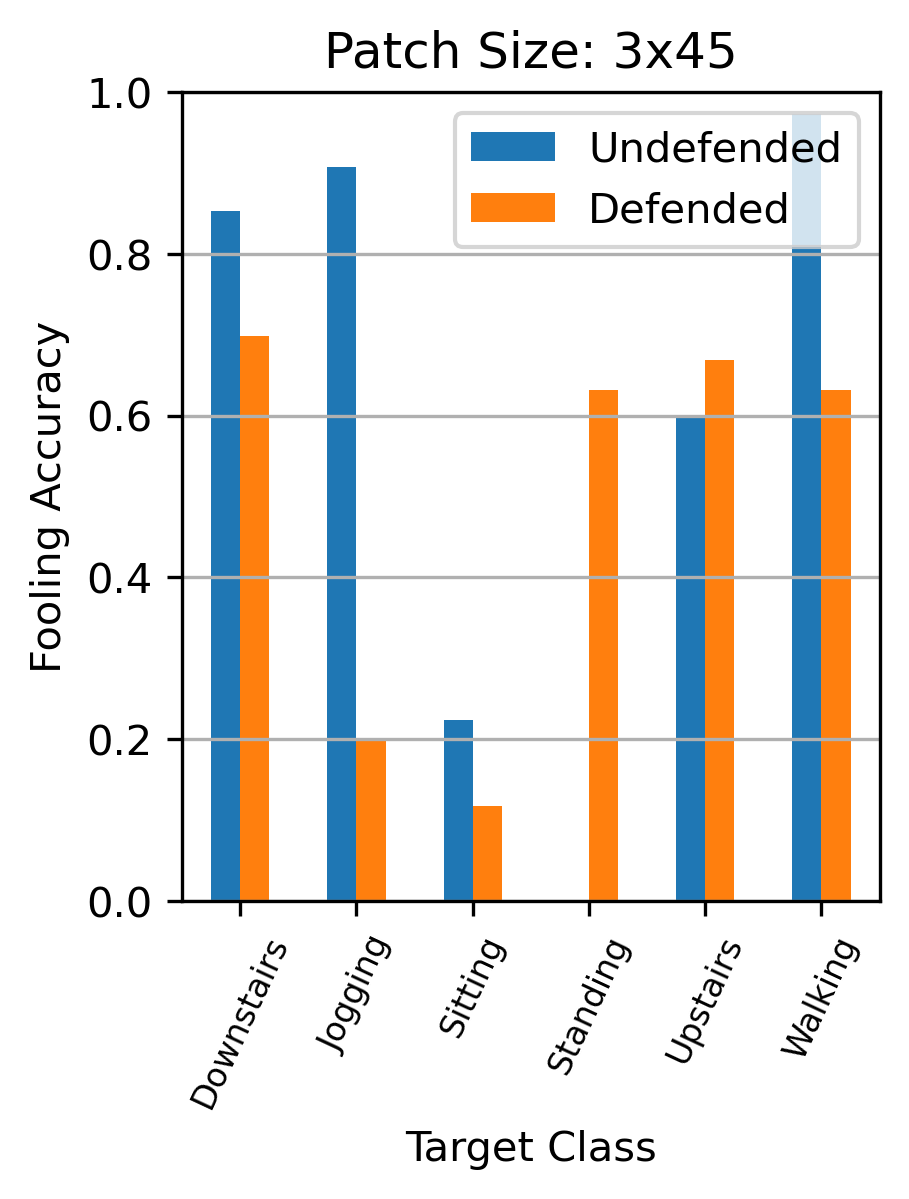 Patch Size: 3x45
1.0
0.8
0.6
0.4
0.2
0.0
Fooling Accuracy
Undefended
Defended
Downstairs
Jogging
Sitting
Standing
Upstairs
Walking
Target Class